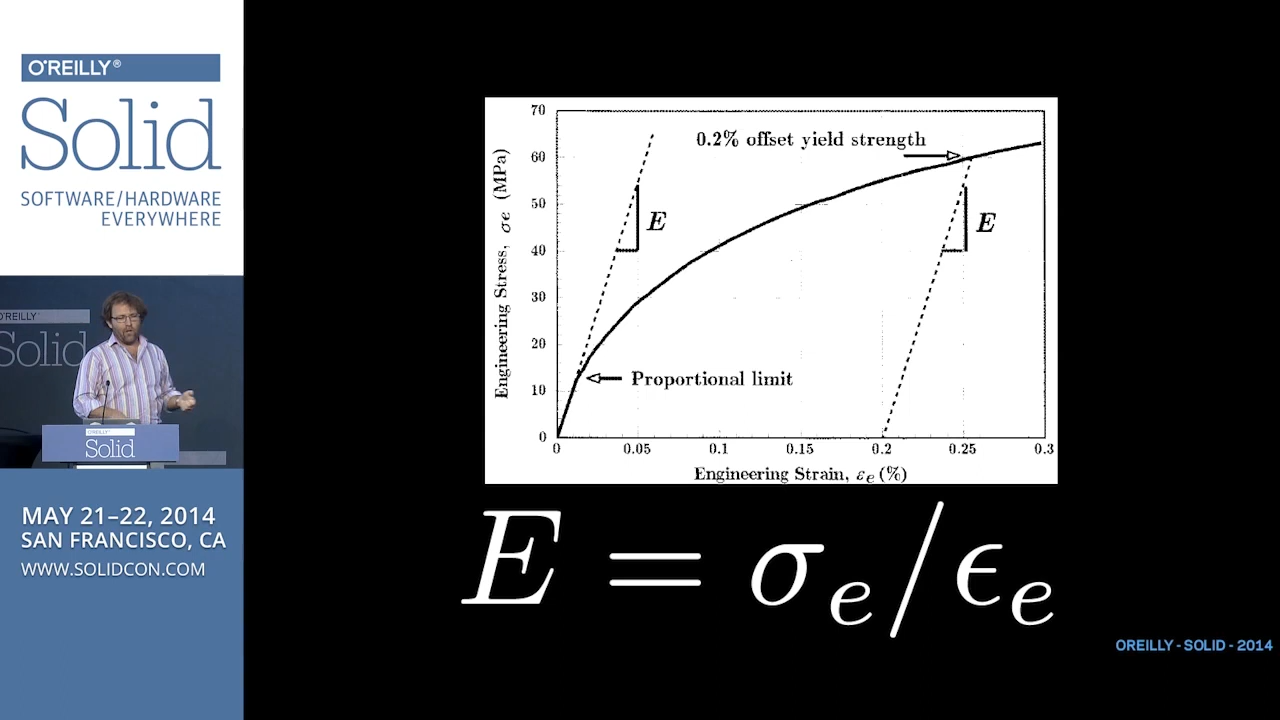 O'REILLY®
Solid
SOFTWARE/HARDWARE
EVERYWHERE
O'REILLY
Solid
O'REILLY
Solid
MAY 21–22, 2014
SAN FRANCISCO, CA
WWW.SOLIDCON.COM
70
60
50
40
30
20
10
0
Engineering Stress, σe (MPa)
0.2% offset yield strength
E
E
Proportional limit
0
0.05
0.1
0.15
0.2
0.25
0.3
Engineering Strain, εe (%)
E = σe/ϵe
OREILLY - SOLID - 2014